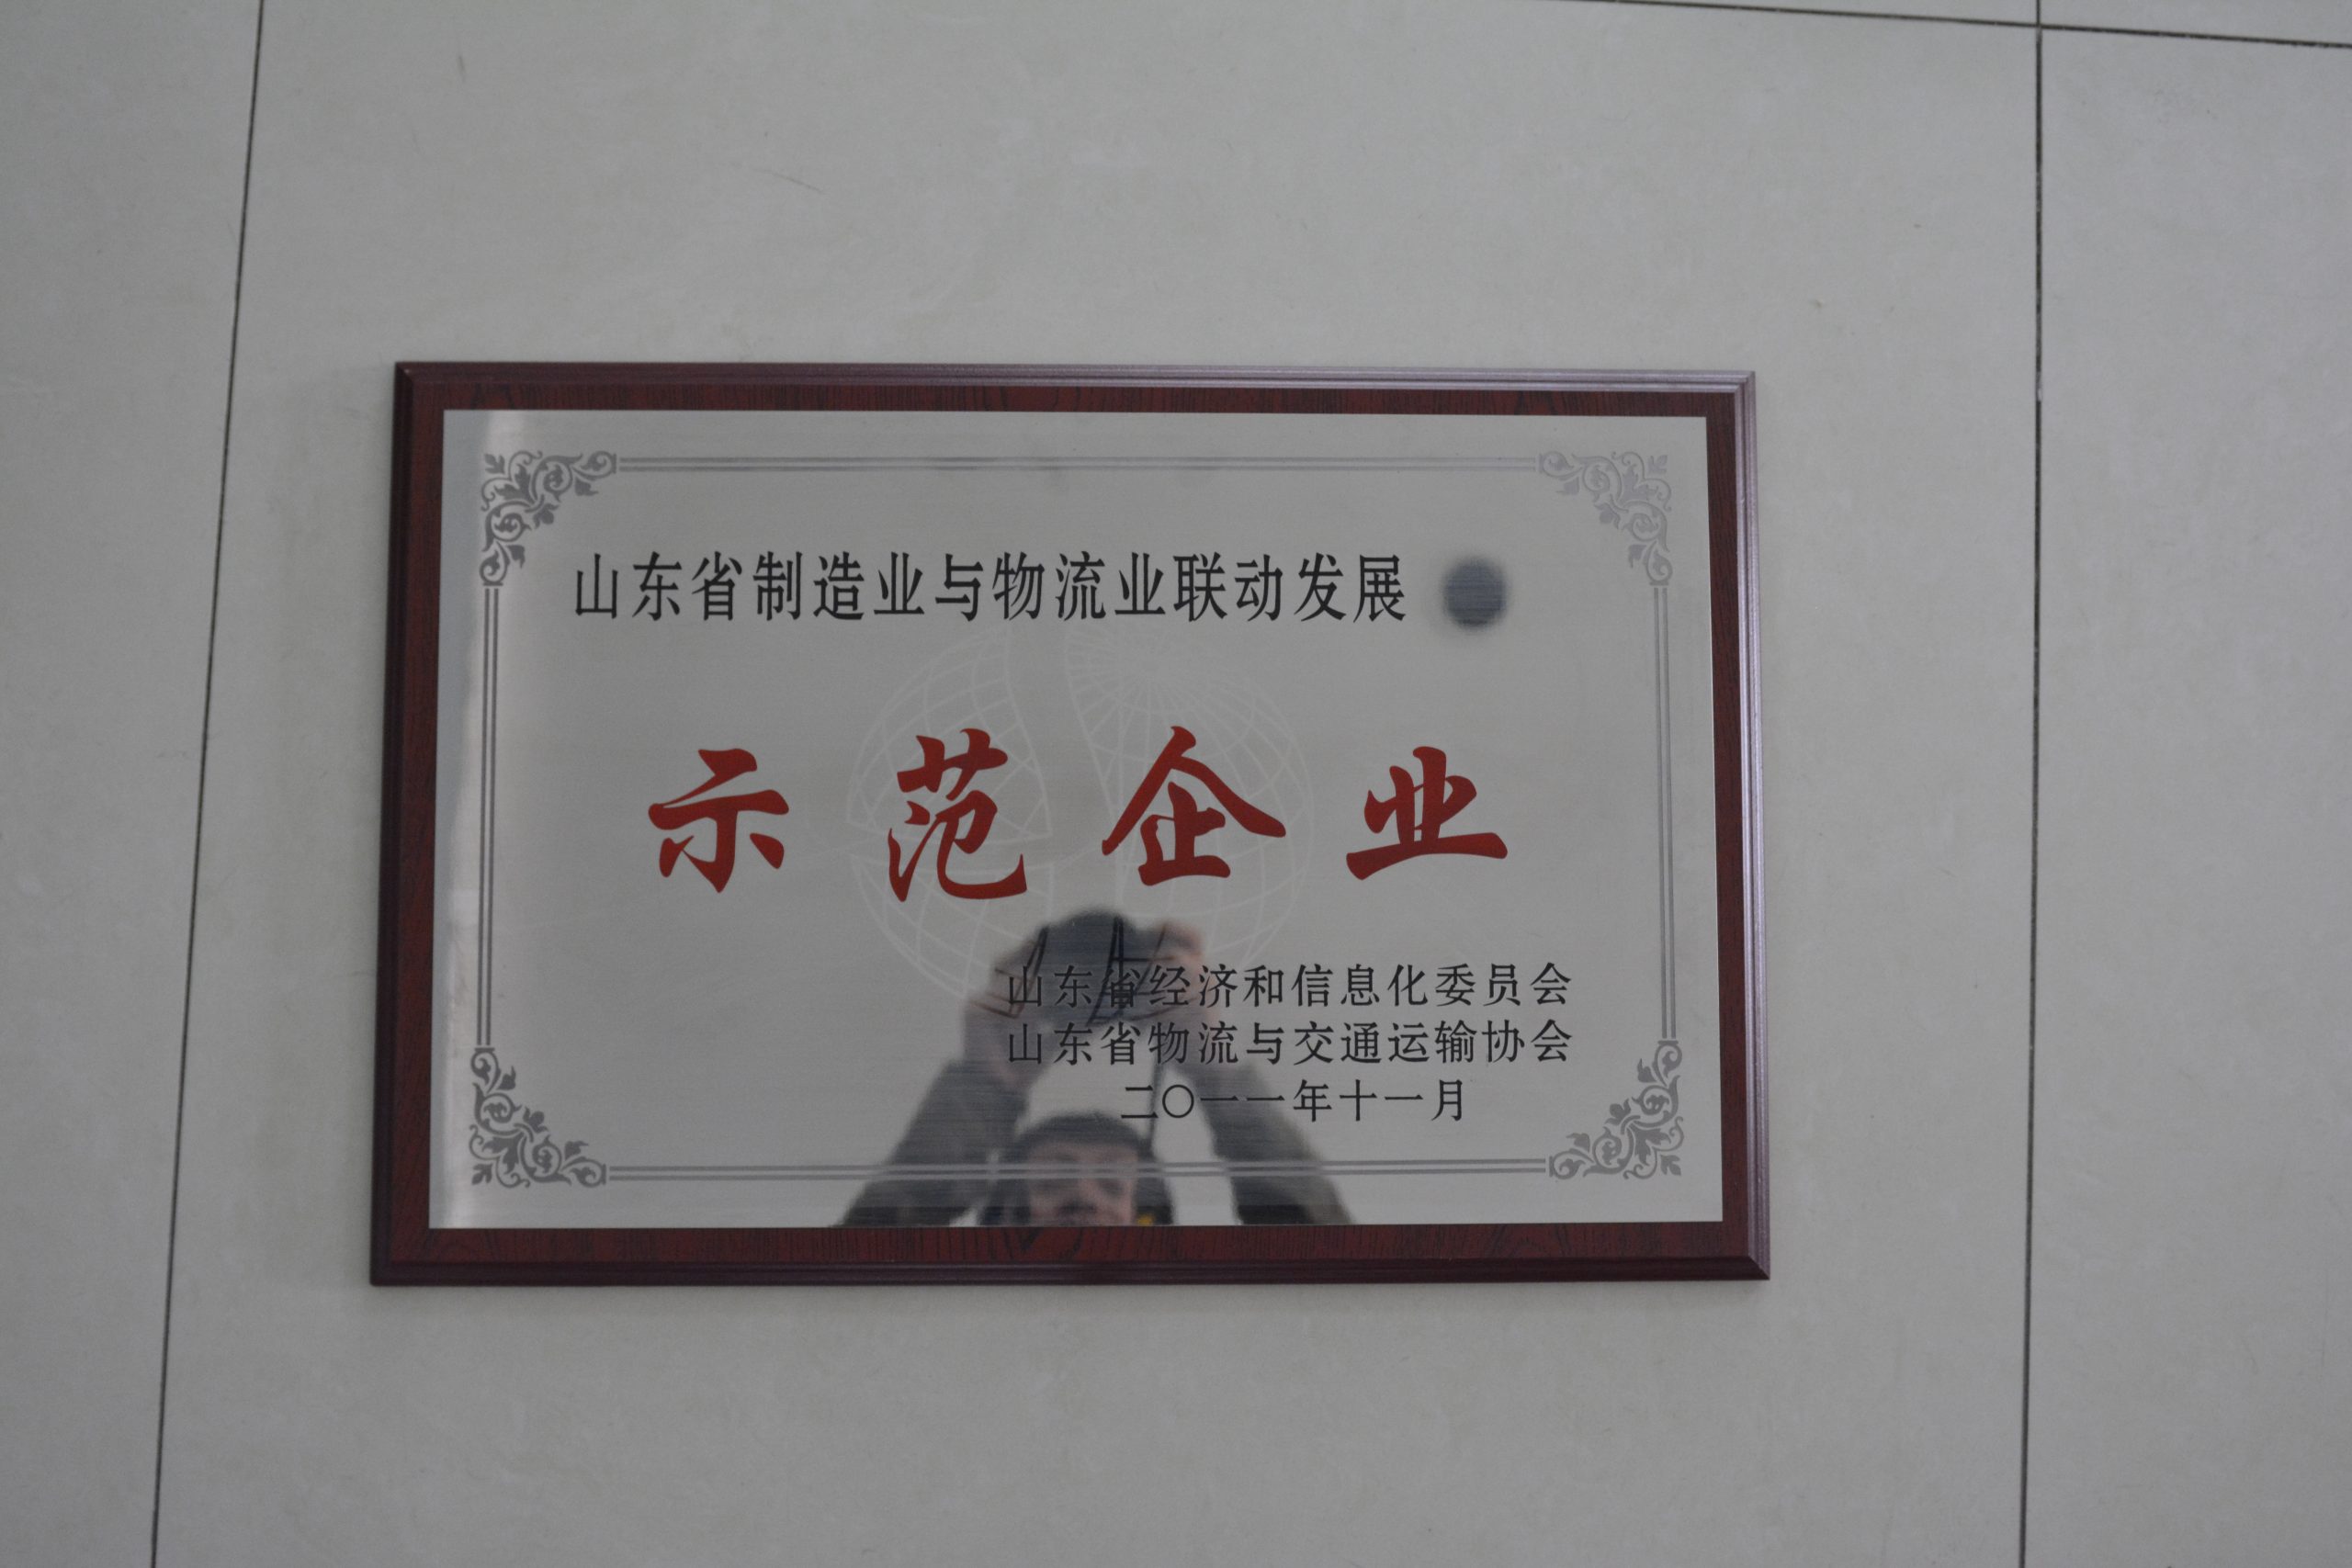 山东省制造业与物流业联动发展
示范企业
山东省经济和信息化委员会
山东省物流与交通运输协会
二〇一一年十一月